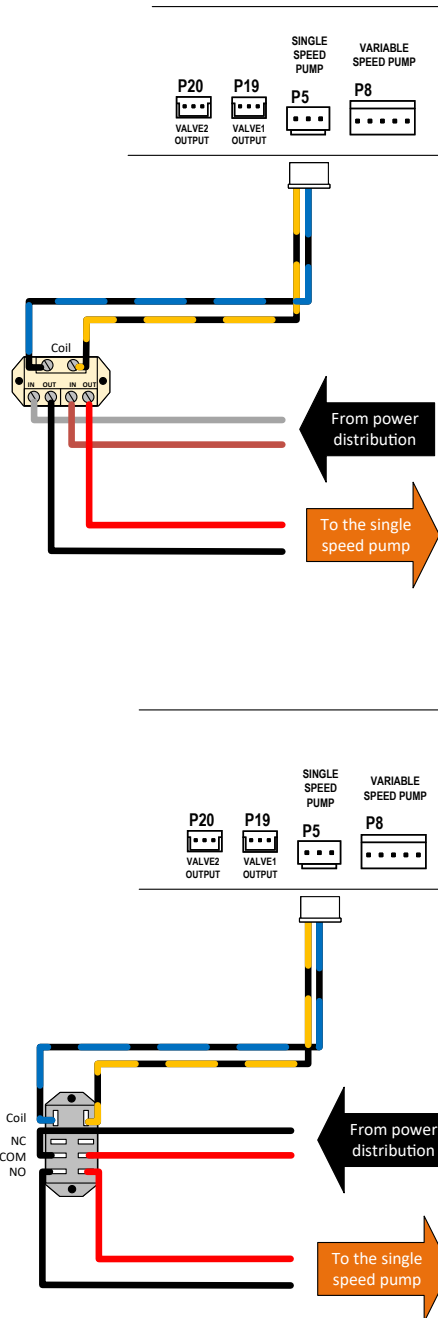 SINGLE
SPEED
PUMP
VARIABLE
SPEED PUMP
P20
P19
P5
P8
VALVE2
OUTPUT
VALVE1
OUTPUT
Coil
IN OUT IN OUT
From power
distribution
To the single
speed pump
SINGLE
SPEED
PUMP
VARIABLE
SPEED PUMP
P20
P19
P5
P8
VALVE2
OUTPUT
VALVE1
OUTPUT
Coil
NC
COM
NO
From power
distribution
To the single
speed pump